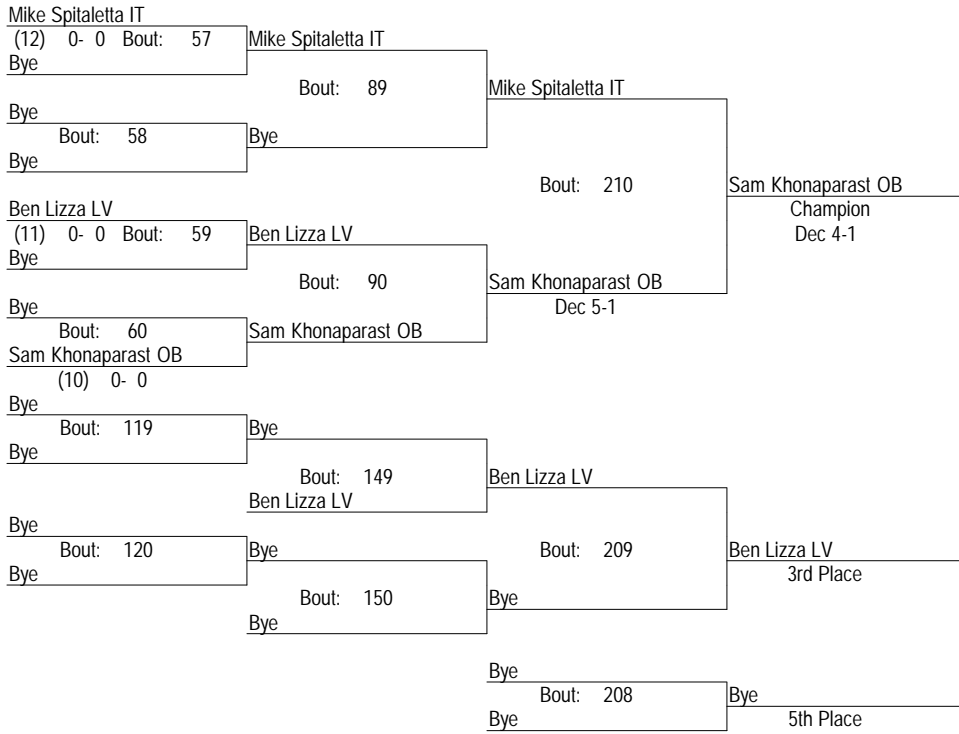 Mike Spitaletta IT
(12) 0- 0 Bout: 57
Mike Spitaletta IT
Bye
Bout: 89
Mike Spitaletta IT
Bye
Bout: 58
Bye
Bye
Bout: 210
Sam Khonaparast OB
Ben Lizza LV
Champion
(11) 0- 0 Bout: 59
Ben Lizza LV
Dec 4-1
Bye
Bout: 90
Sam Khonaparast OB
Bye
Dec 5-1
Bout: 60
Sam Khonaparast OB
Sam Khonaparast OB
(10) 0- 0
Bye
Bout: 119
Bye
Bye
Bout: 149
Ben Lizza LV
Ben Lizza LV
Bye
Bout: 120
Bye
Bout: 209
Ben Lizza LV
Bye
3rd Place
Bout: 150
Bye
Bye
Bye
Bout: 208
Bye
Bye
5th Place